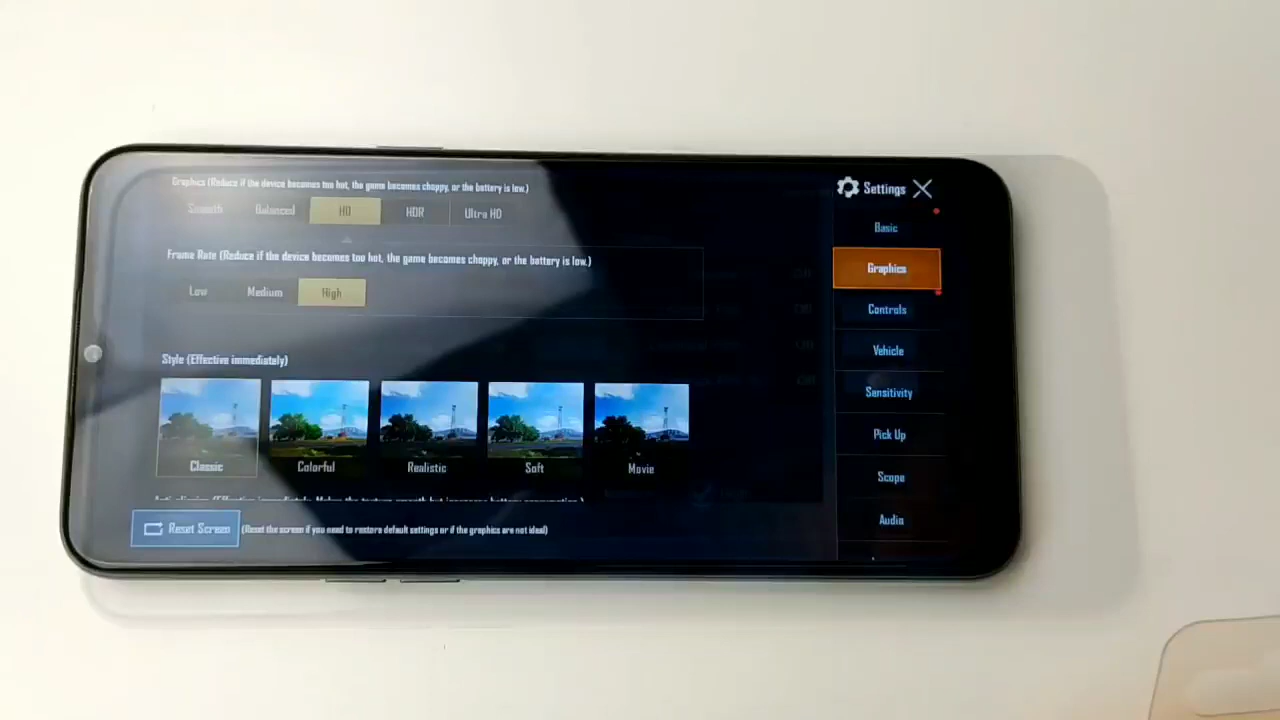 Graphics (Reduce if the device becomes too hot, the game becomes choppy, or the battery is low.)
Smooth Balanced HD HDR Ultra HD
Frame Rate (Reduce if the device becomes too hot, the game becomes choppy, or the battery is low.)
Low Medium High
Style (Effective immediately)
Classic Colorful Realistic Soft Movie
Reset Screen (Reset the screen if you need to restore default settings or if the graphics are not ideal)
Settings
Basic
Graphics
Controls
Vehicle
Sensitivity
Pick Up
Scope
Audio